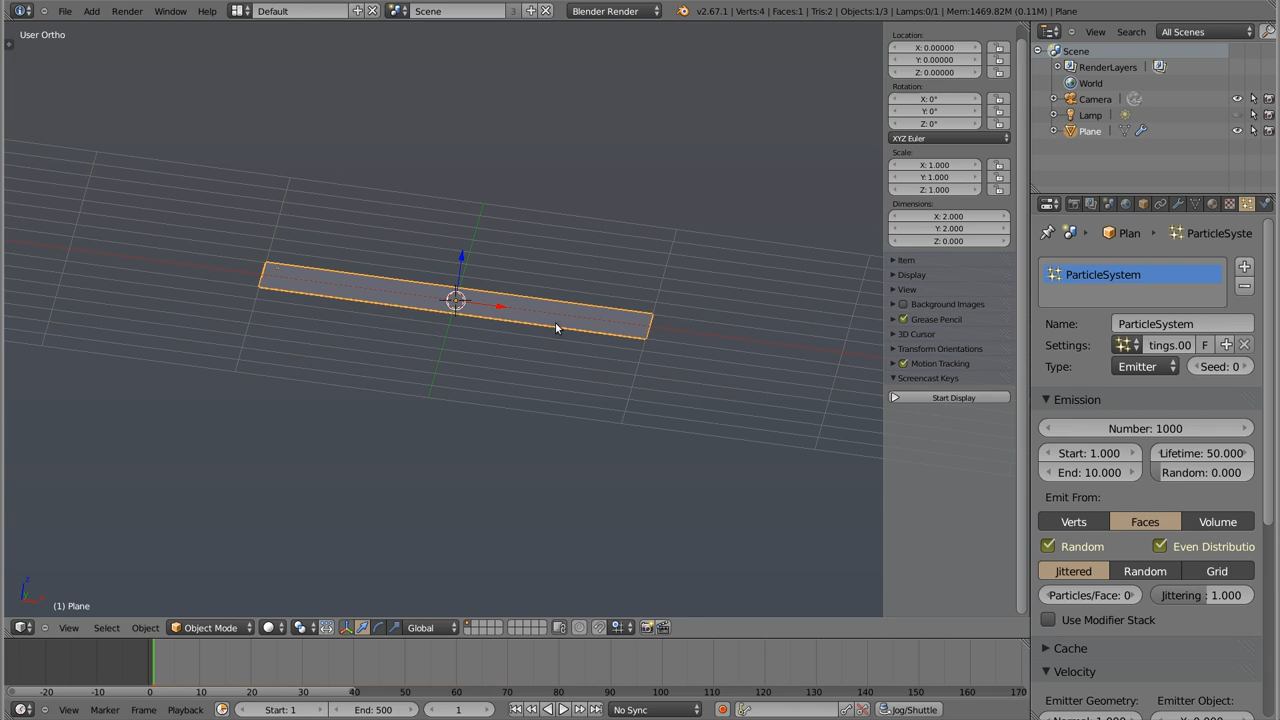 File Add Render Window Help Default Scene 3 Blender Render v2.67.1 | Verts:4 | Faces:1 | Tris:2 | Objects:1/3 | Lamps:0/1 | Mem:1469.82M (0.11M) | Plane
User Ortho
(1) Plane
View Select Object Object Mode Global
Location:
X: 0.00000
Y: 0.00000
Z: 0.00000
Rotation:
X: 0°
Y: 0°
Z: 0°
XYZ Euler
Scale:
X: 1.000
Y: 1.000
Z: 1.000
Dimensions:
X: 2.000
Y: 2.000
Z: 0.000
Item
Display
View
Background Images
Grease Pencil
3D Cursor
Transform Orientations
Motion Tracking
Screencast Keys
Start Display
View Search All Scenes
Scene
RenderLayers
World
Camera
Lamp
Plane
Plan ParticleSyste
ParticleSystem
Name: ParticleSystem
Settings: tings.00 F
Type: Emitter Seed: 0
Emission
Number: 1000
Start: 1.000 Lifetime: 50.000
End: 10.000 Random: 0.000
Emit From:
Verts Faces Volume
Random Even Distributio
Jittered Random Grid
Particles/Face: 0 Jittering : 1.000
Use Modifier Stack
Cache
Velocity
Emitter Geometry: Emitter Object:
-20 -10 0 10 20 30 40 50 60 70 80 90 100 110 120 130 140 150 160 170
View Marker Frame Playback Start: 1 End: 500 1 No Sync Jog/Shuttle